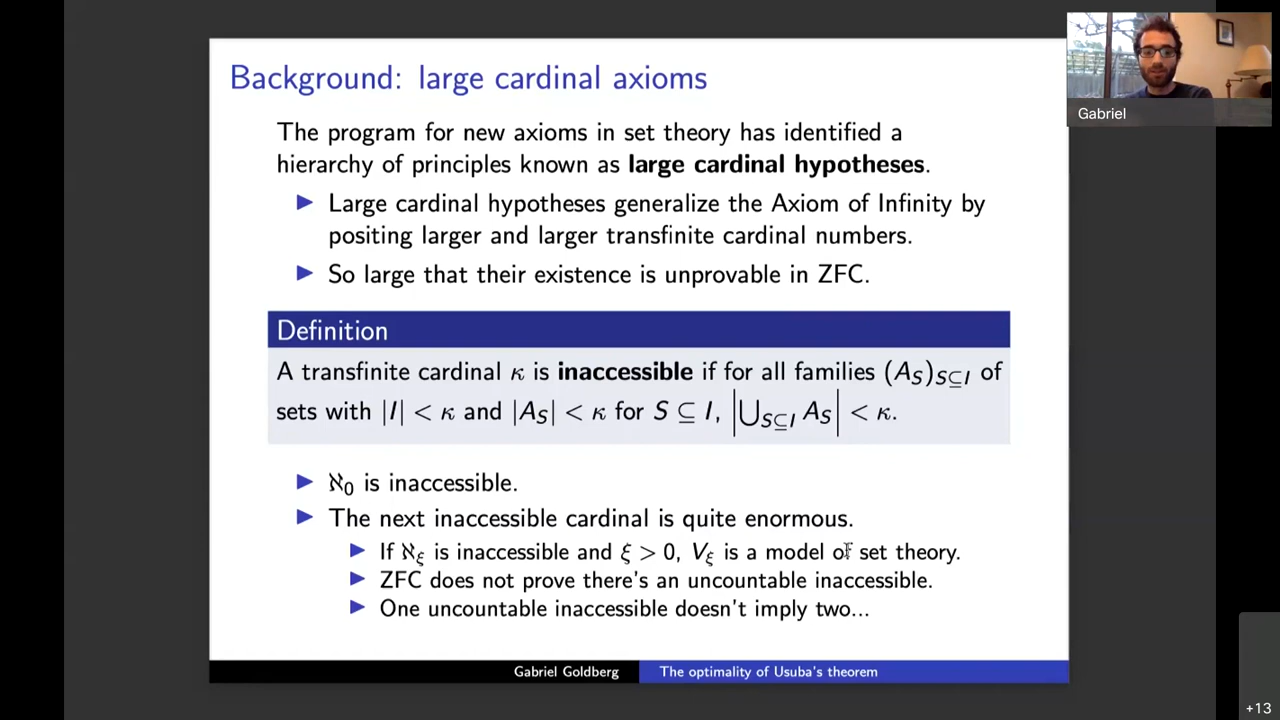 Background: large cardinal axioms
Gabriel
The program for new axioms in set theory has identified a
hierarchy of principles known as large cardinal hypotheses.
▶ Large cardinal hypotheses generalize the Axiom of Infinity by
positing larger and larger transfinite cardinal numbers.
▶ So large that their existence is unprovable in ZFC.
Definition
A transfinite cardinal κ is inaccessible if for all families (A_S)_{S⊆I} of
sets with |I| < κ and |A_S| < κ for S ⊆ I, |⋃_{S⊆I} A_S| < κ.
▶ ℵ₀ is inaccessible.
▶ The next inaccessible cardinal is quite enormous.
▶ If ℵ_ξ is inaccessible and ξ > 0, V_ξ is a model of set theory.
▶ ZFC does not prove there's an uncountable inaccessible.
▶ One uncountable inaccessible doesn't imply two...
Gabriel Goldberg The optimality of Usuba's theorem
+13